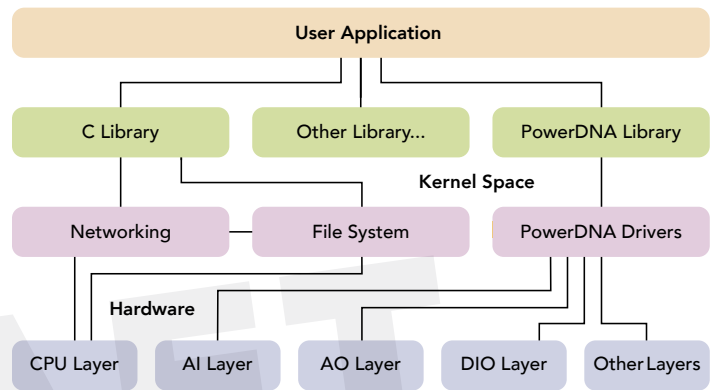 User Application
C Library
Other Library...
PowerDNA Library
Kernel Space
Networking
File System
PowerDNA Drivers
Hardware
CPU Layer
AI Layer
AO Layer
DIO Layer
Other Layers